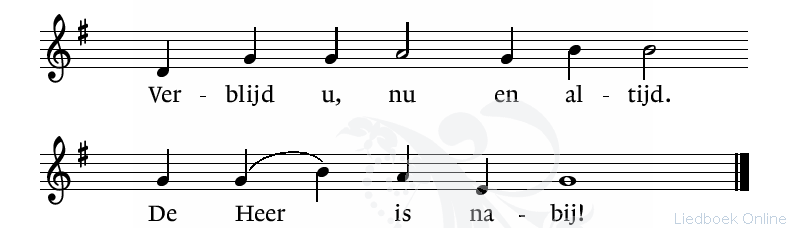 Ver - blijd u, nu en al - tijd.
De Heer is na - bij!
Liedboek Online